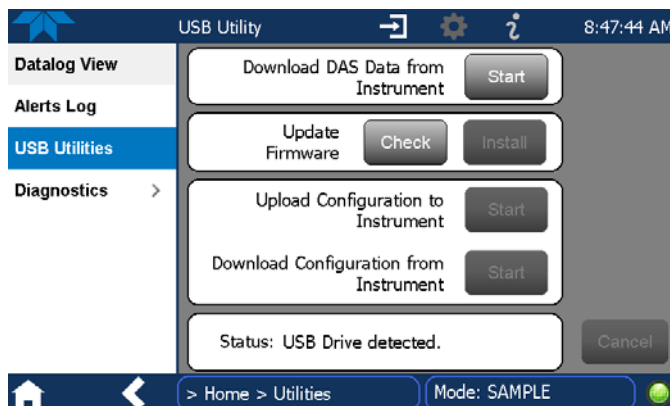 USB Utility
8:47:44 AM
Datalog View
Alerts Log
USB Utilities
Diagnostics >
Download DAS Data from
Instrument
Start
Update
Firmware
Check
Install
Upload Configuration to
Instrument
Start
Download Configuration from
Instrument
Start
Status: USB Drive detected.
Cancel
> Home > Utilities
Mode: SAMPLE